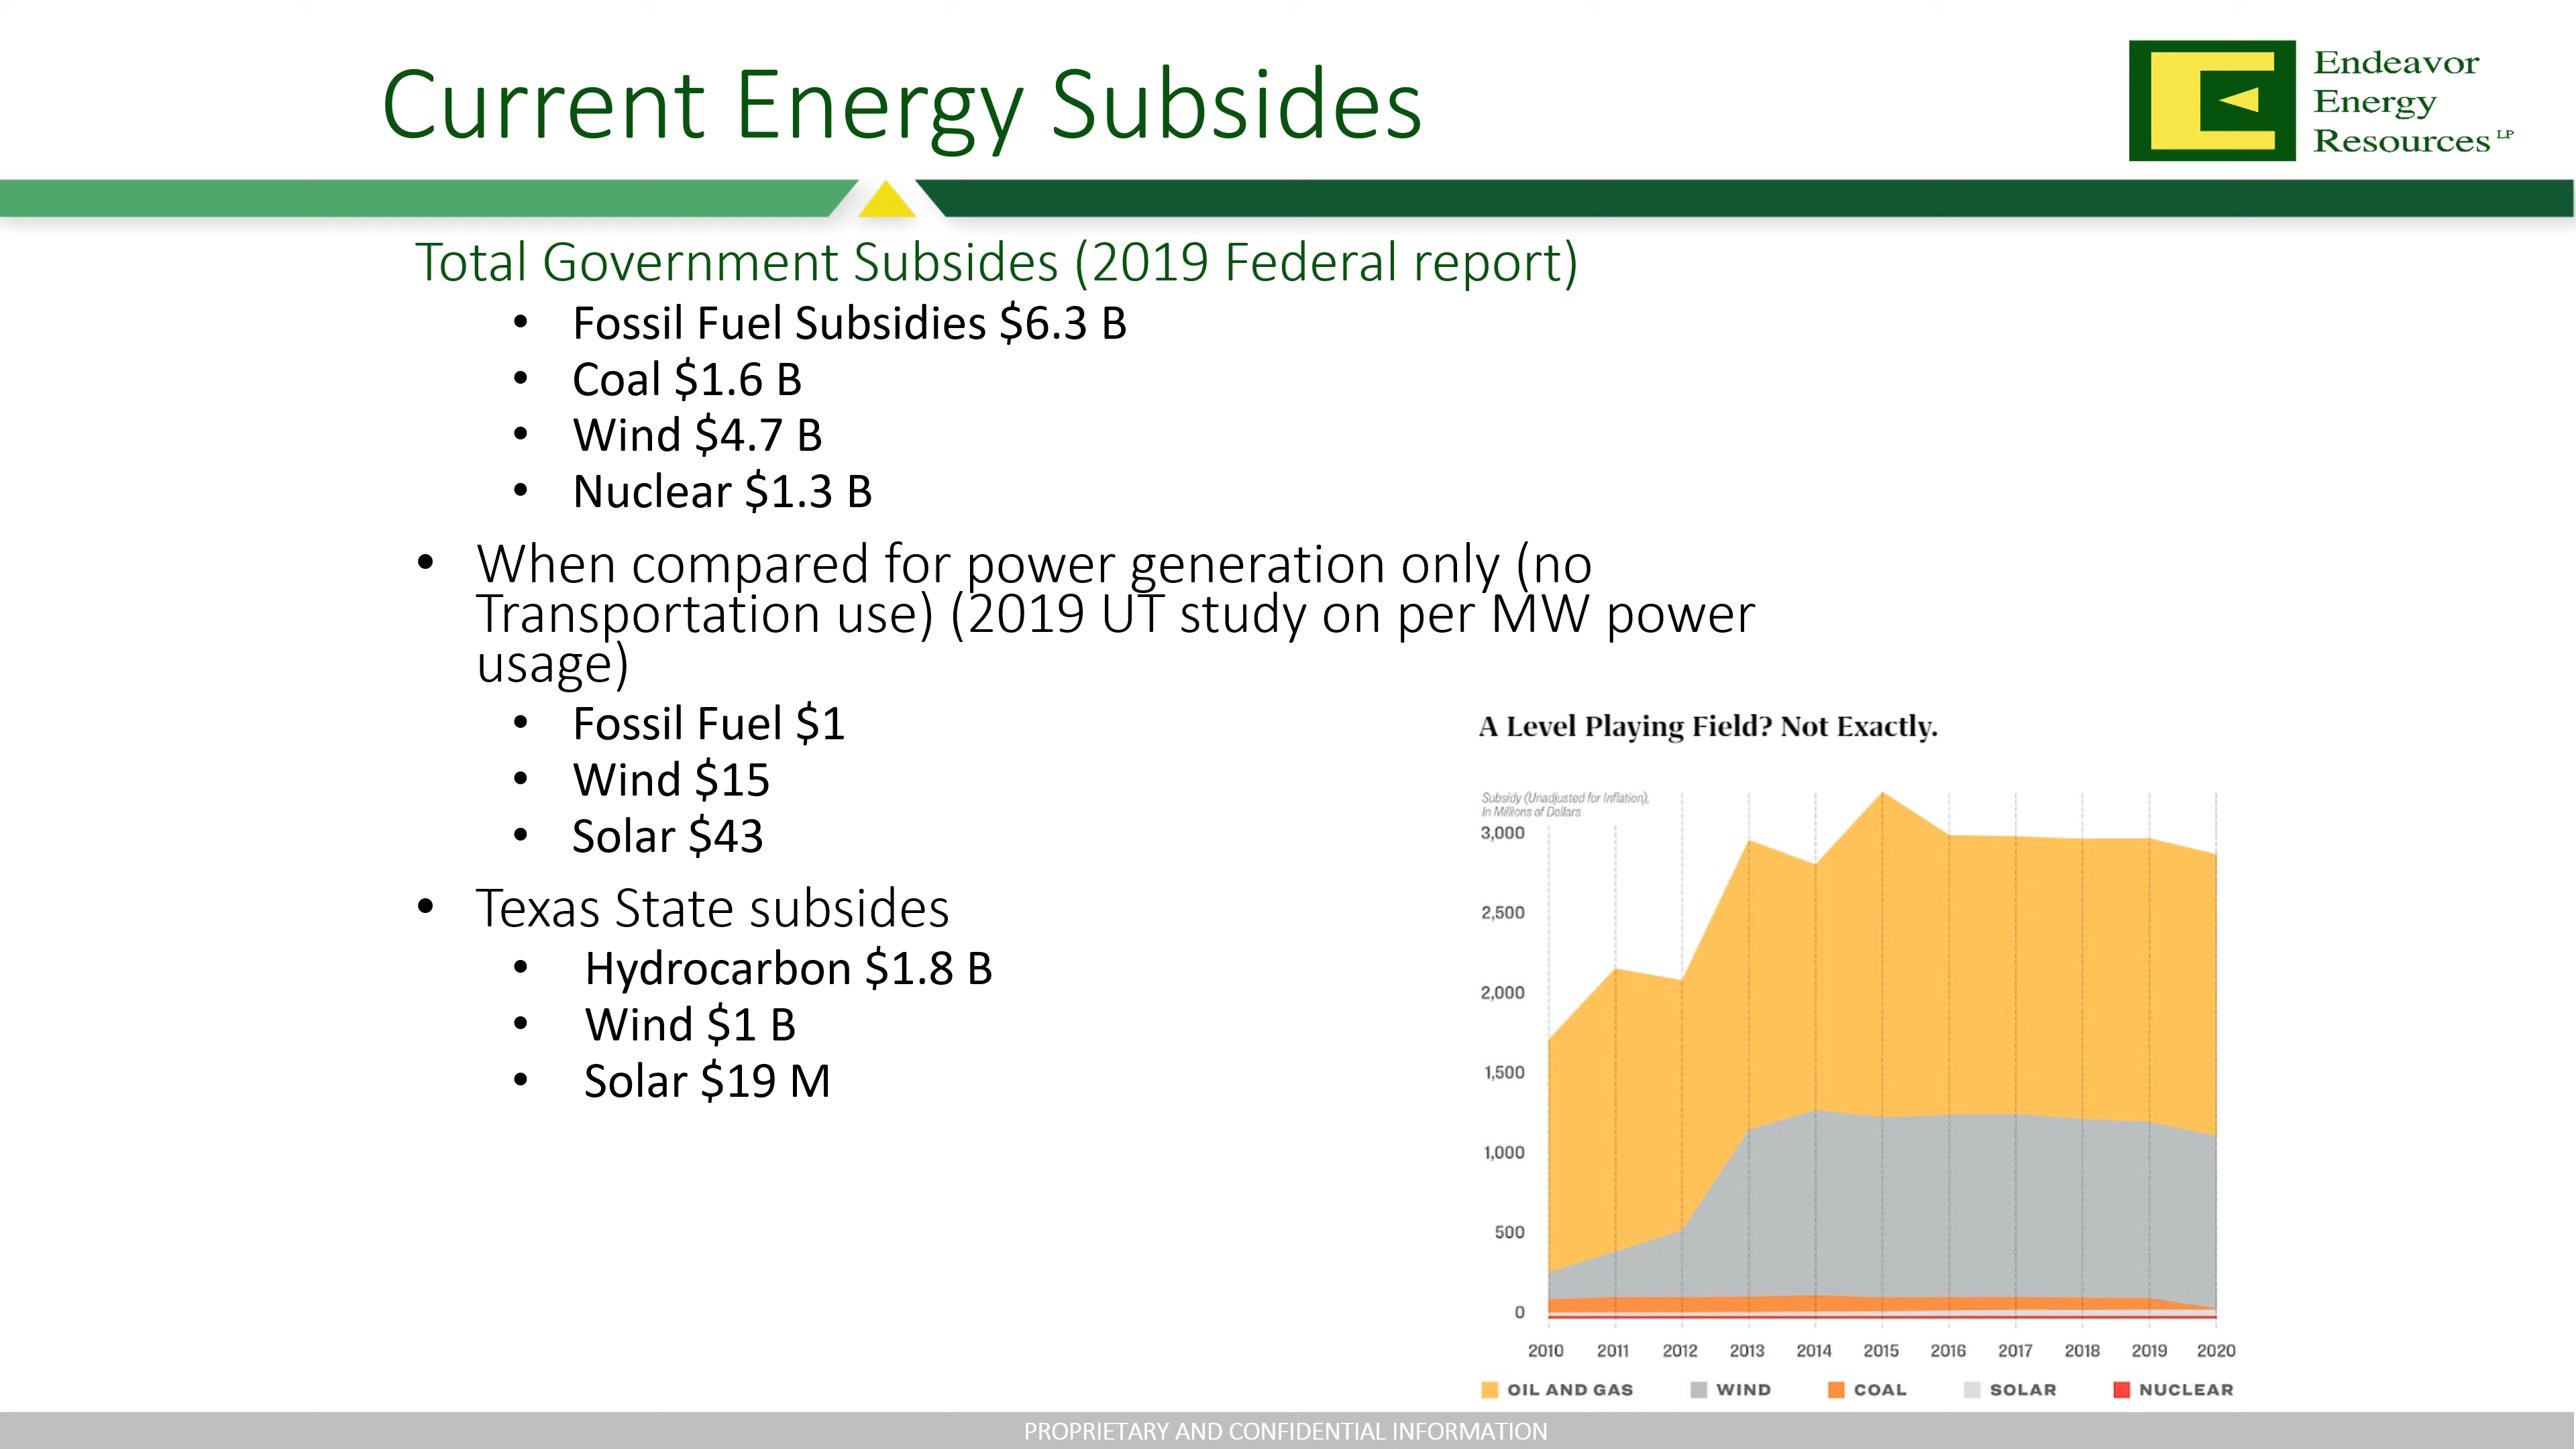 Current Energy Subsides
Endeavor
Energy
Resources LP
Total Government Subsides (2019 Federal report)
• Fossil Fuel Subsidies $6.3 B
• Coal $1.6 B
• Wind $4.7 B
• Nuclear $1.3 B
• When compared for power generation only (no
Transportation use) (2019 UT study on per MW power
usage)
• Fossil Fuel $1
• Wind $15
• Solar $43
• Texas State subsides
• Hydrocarbon $1.8 B
• Wind $1 B
• Solar $19 M
A Level Playing Field? Not Exactly.
Subsidy (Unadjusted for Inflation),
In Millions of Dollars
3,000
2,500
2,000
1,500
1,000
500
0
2010 2011 2012 2013 2014 2015 2016 2017 2018 2019 2020
OIL AND GAS WIND COAL SOLAR NUCLEAR
PROPRIETARY AND CONFIDENTIAL INFORMATION